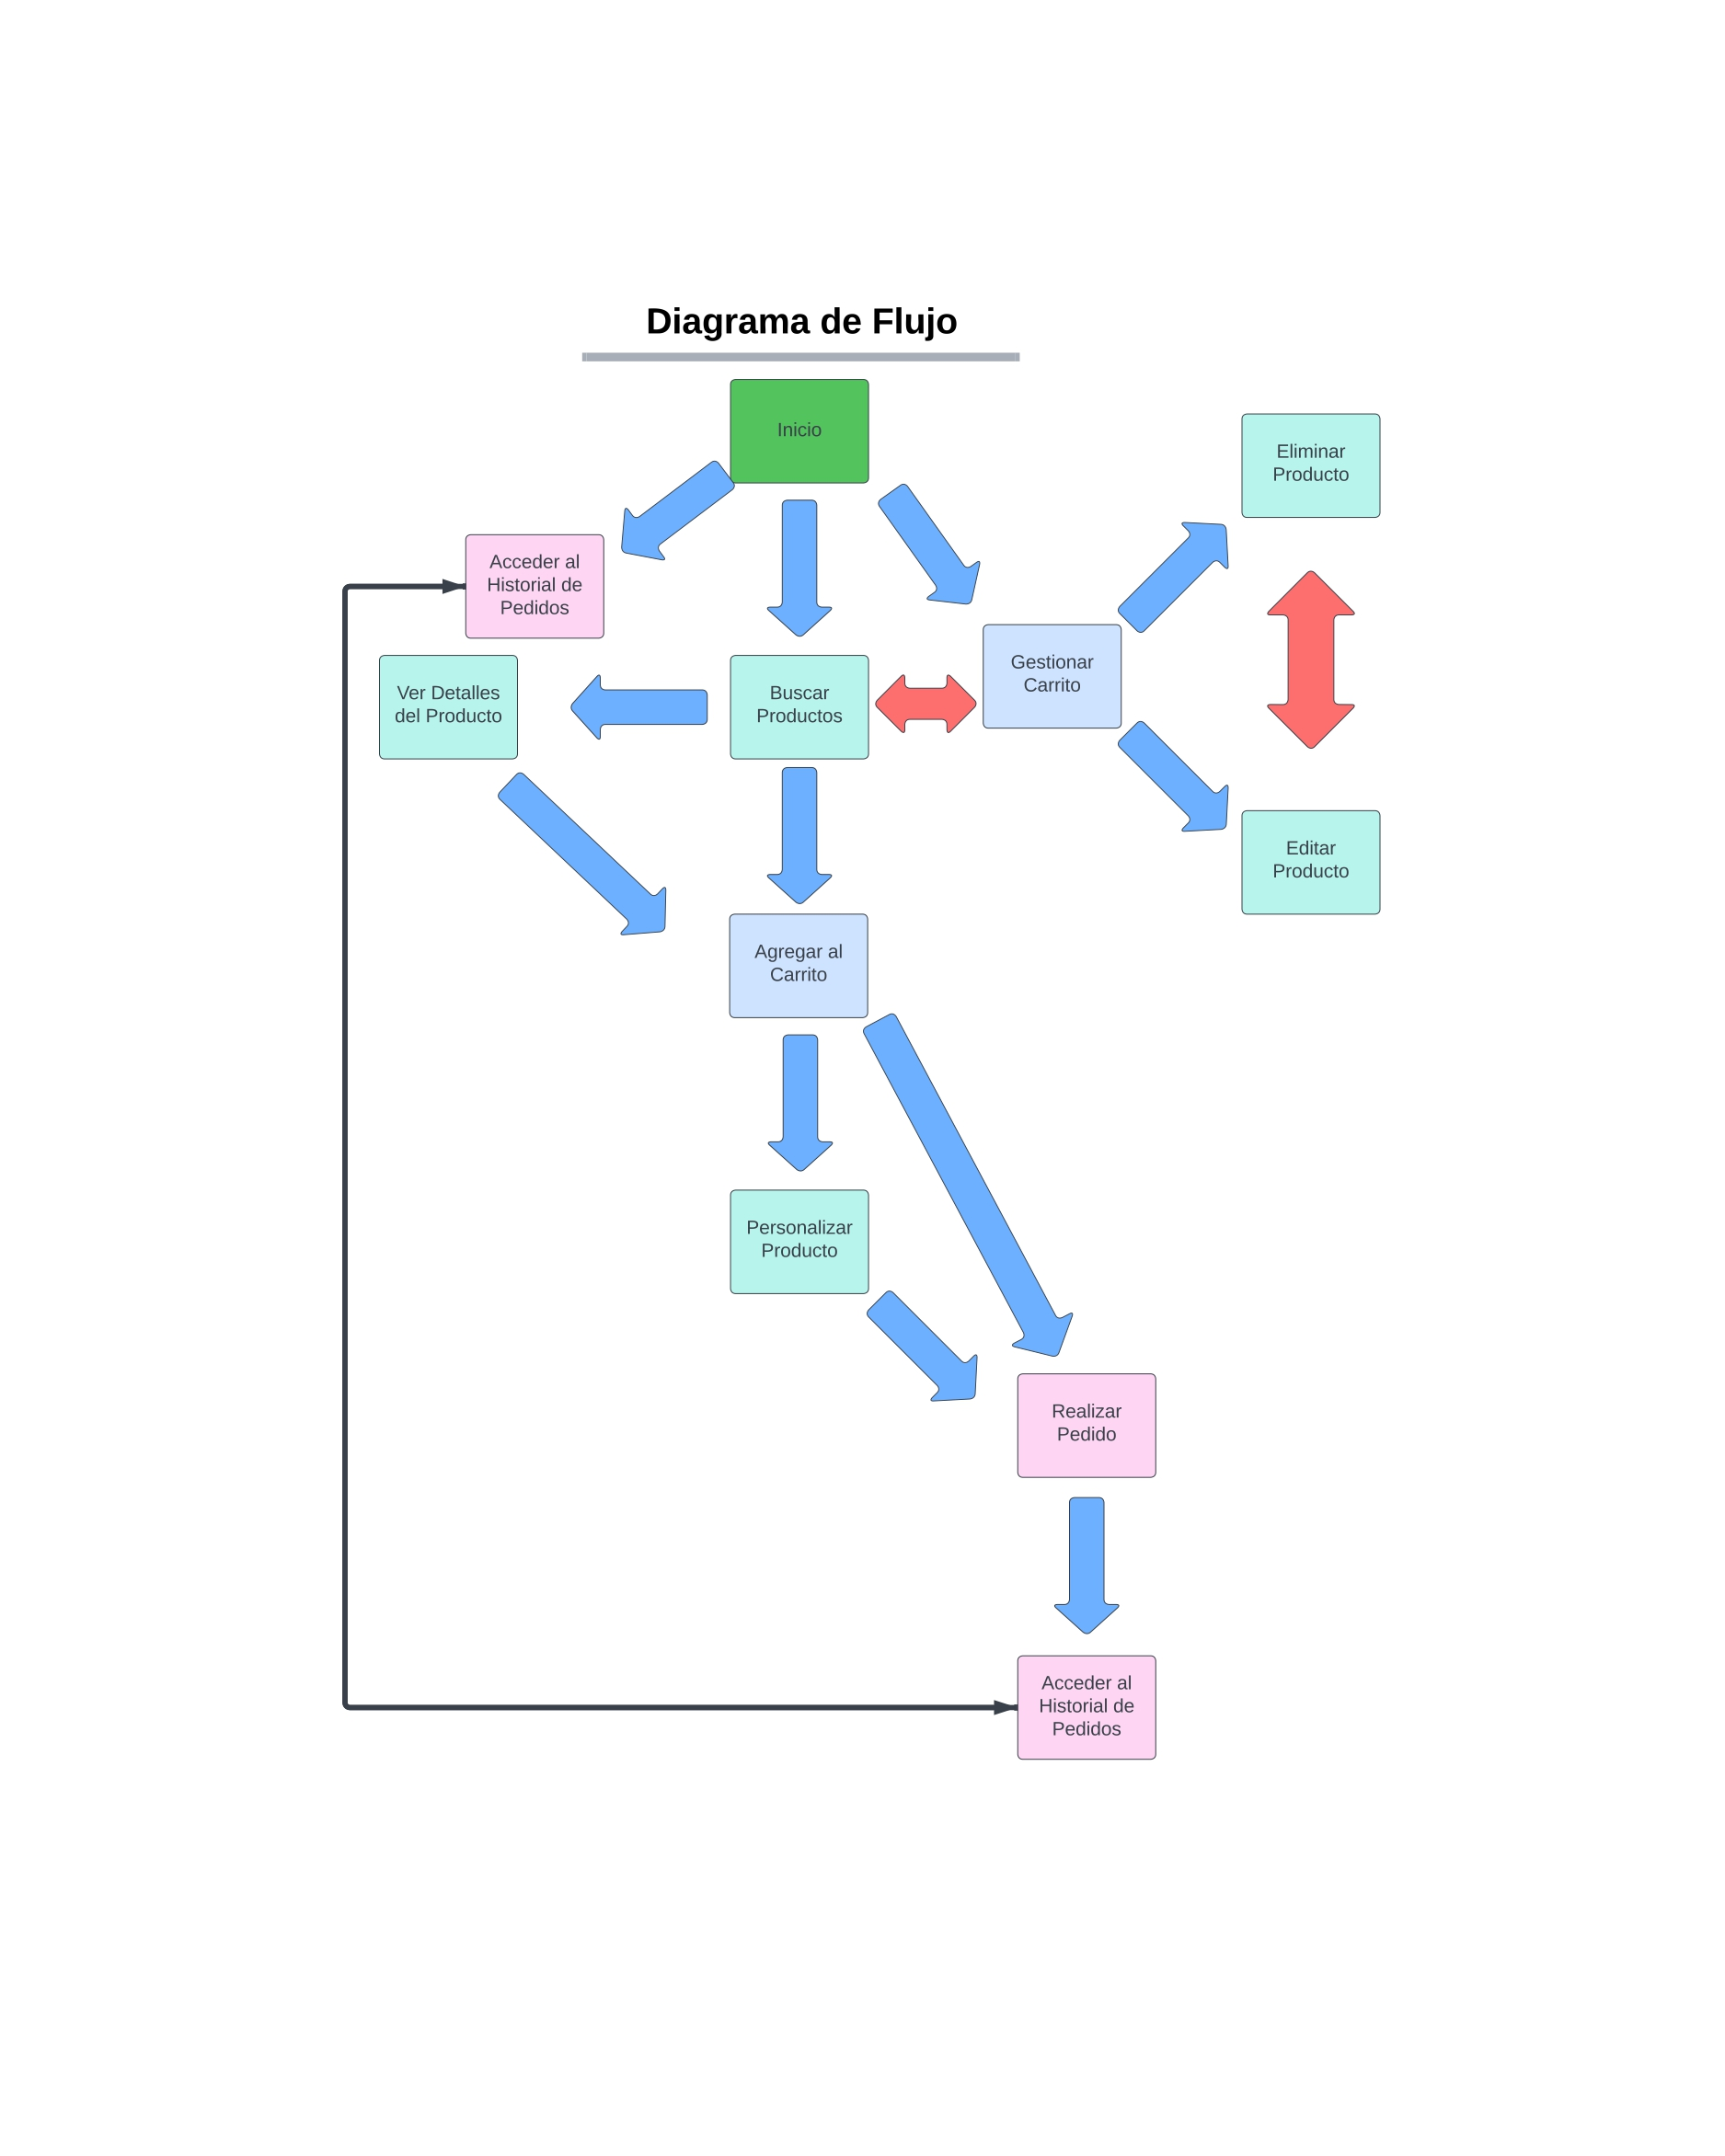 Diagrama de Flujo
Inicio
Eliminar
Producto
Acceder al
Historial de
Pedidos
Gestionar
Carrito
Ver Detalles
del Producto
Buscar
Productos
Editar
Producto
Agregar al
Carrito
Personalizar
Producto
Realizar
Pedido
Acceder al
Historial de
Pedidos